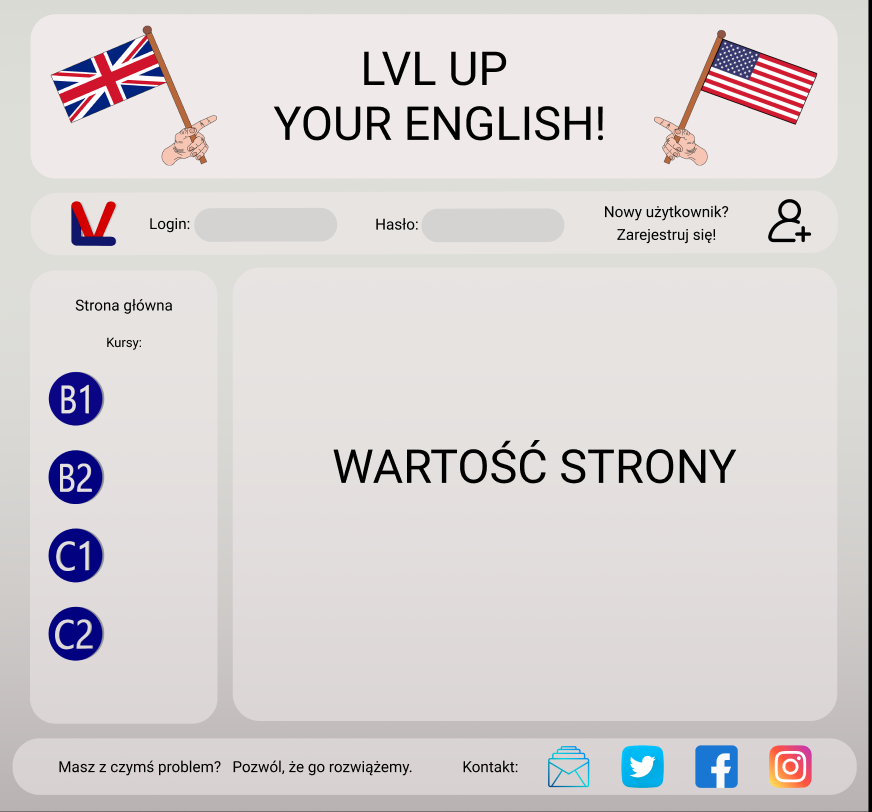 LVL UP
YOUR ENGLISH!
Login:
Hasło:
Nowy użytkownik?
Zarejestruj się!
Strona główna
Kursy:
B1
B2
C1
C2
WARTOŚĆ STRONY
Masz z czymś problem? Pozwól, że go rozwiążemy.
Kontakt: